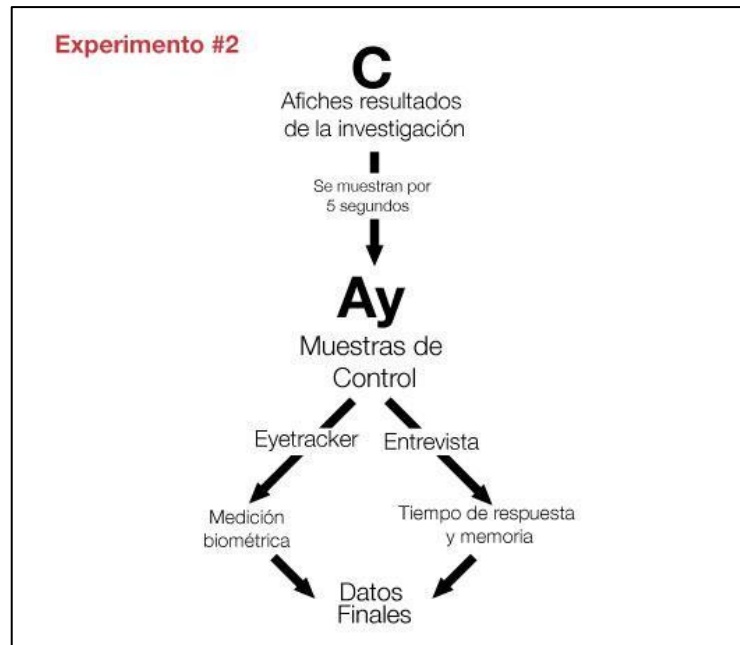 Experimento #2
C
Afiches resultados
de la investigación
Se muestran por
5 segundos
Ay
Muestras de
Control
Eyetracker
Entrevista
Medición
biométrica
Tiempo de respuesta
y memoria
Datos
Finales